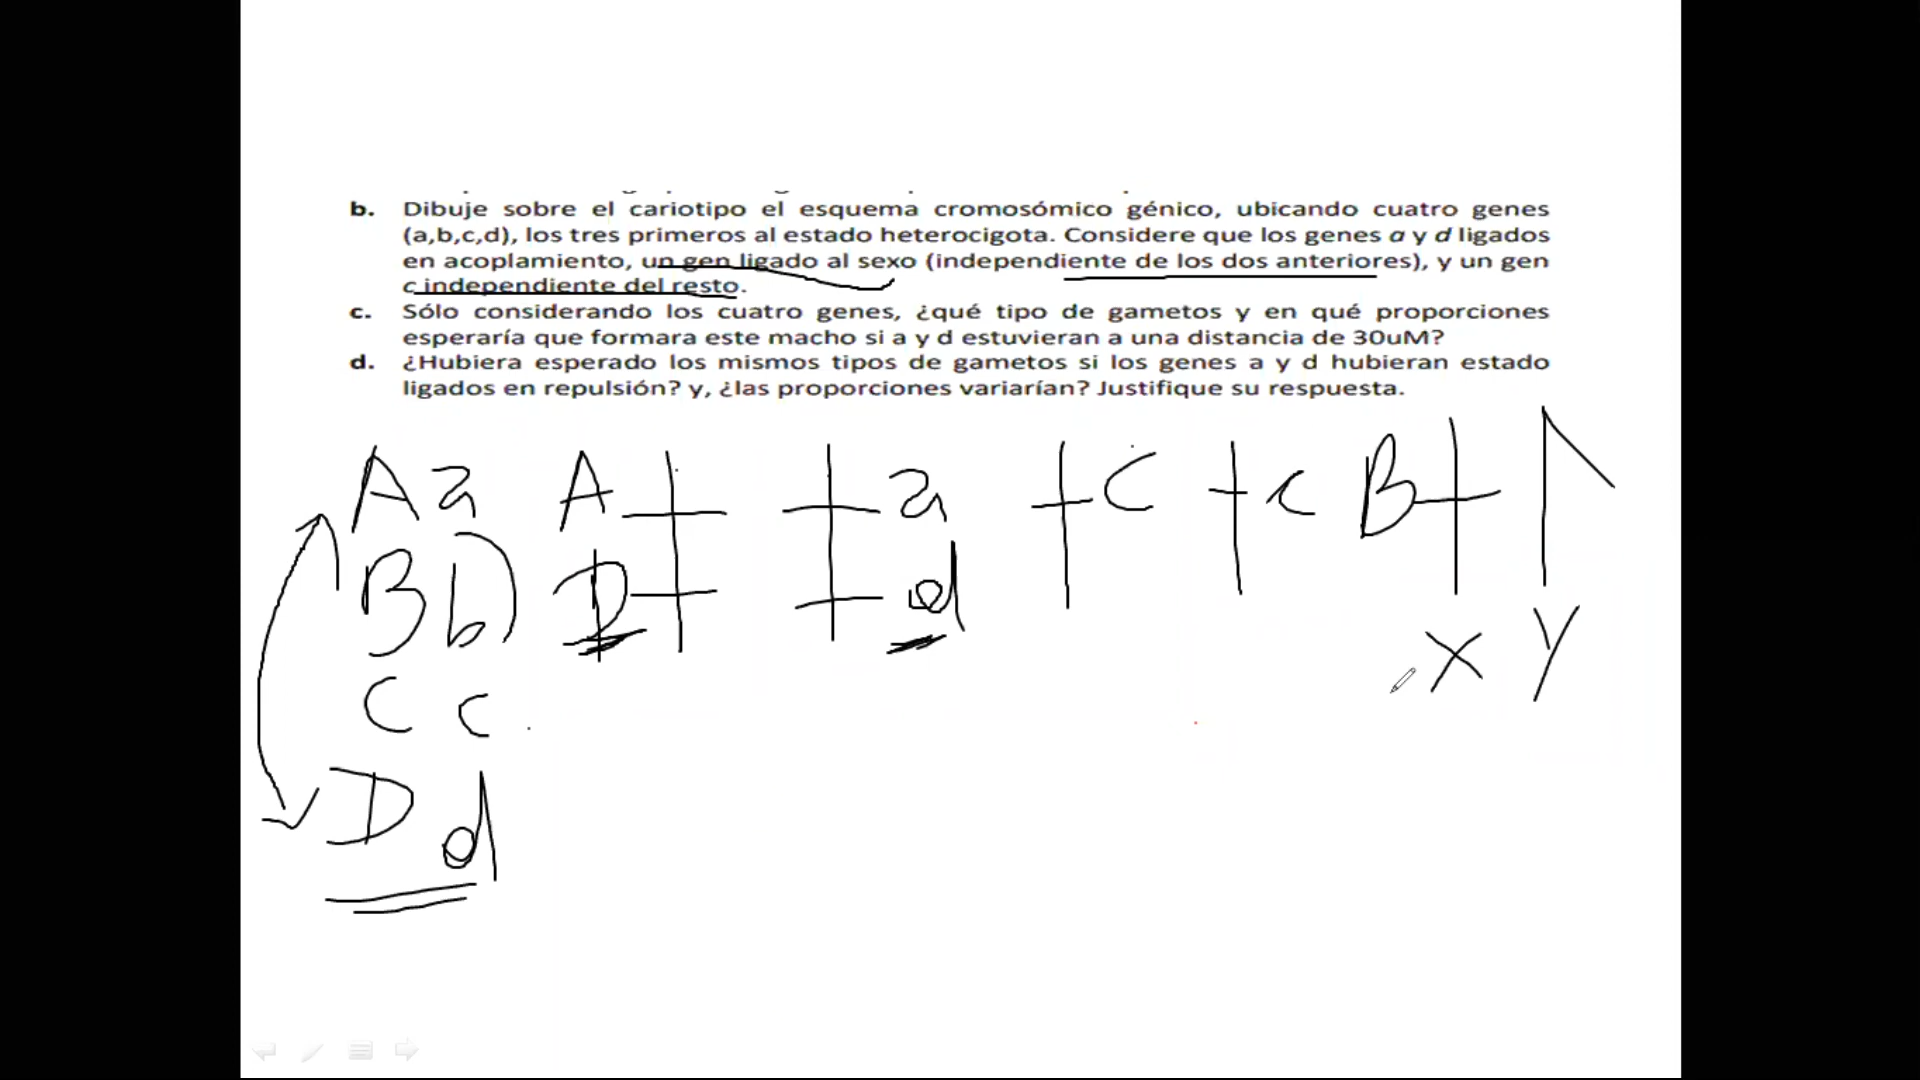 b. Dibuje sobre el cariotipo el esquema cromosómico génico, ubicando cuatro genes
(a,b,c,d), los tres primeros al estado heterocigota. Considere que los genes a y d ligados
en acoplamiento, un gen ligado al sexo (independiente de los dos anteriores), y un gen
c independiente del resto.
c. Sólo considerando los cuatro genes, ¿qué tipo de gametos y en qué proporciones
esperaría que formara este macho si a y d estuvieran a una distancia de 30uM?
d. ¿Hubiera esperado los mismos tipos de gametos si los genes a y d hubieran estado
ligados en repulsión? y, ¿las proporciones variarían? Justifique su respuesta.
A a A a C c B
B b D d
X Y
C c
D d